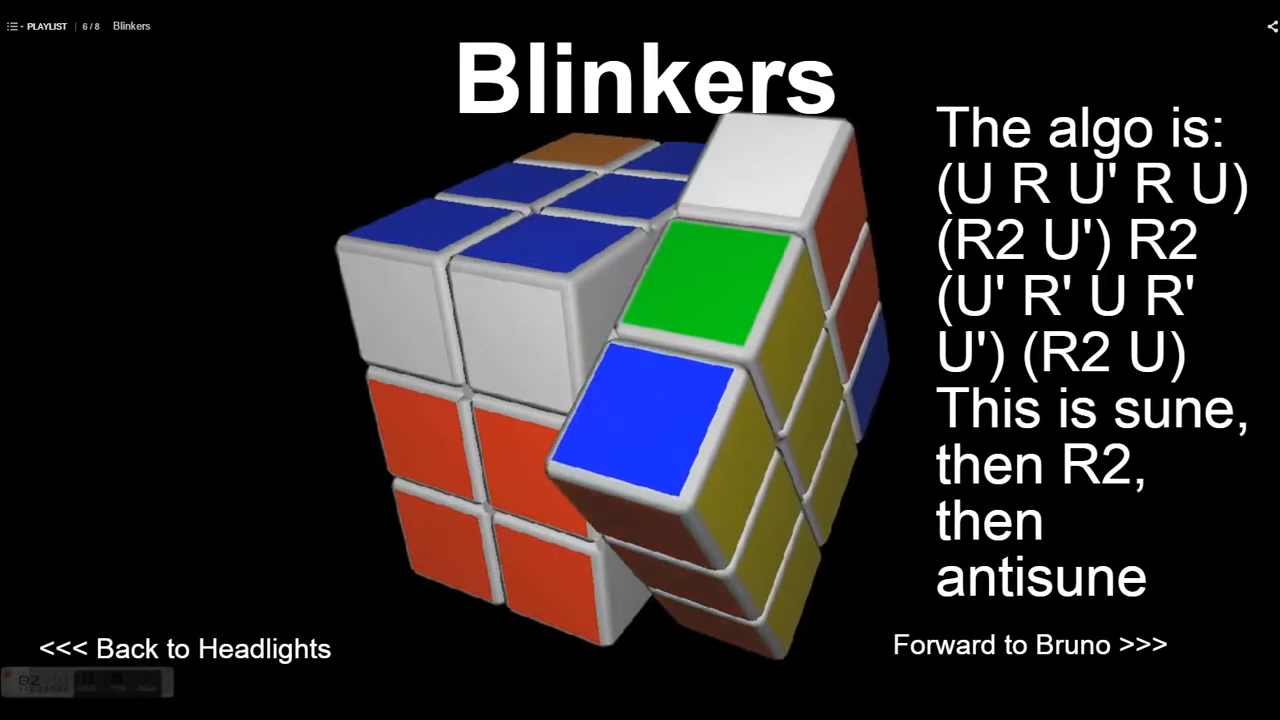 PLAYLIST | 6 / 8 Blinkers
Blinkers
The algo is:
(U R U' R U)
(R2 U') R2
(U' R' U R'
U') (R2 U)
This is sune,
then R2,
then
antisune
<<< Back to Headlights
Forward to Bruno >>>